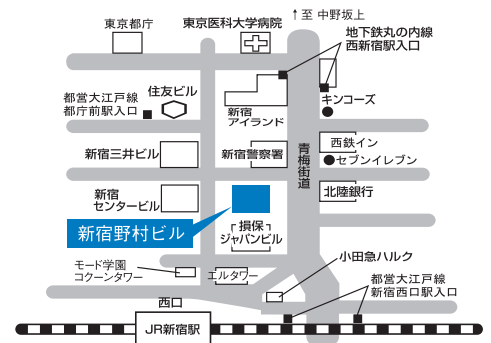 ↑至 中野坂上
東京都庁
東京医科大学病院
地下鉄丸の内線
西新宿駅入口
住友ビル
都営大江戸線
都庁前駅入口
新宿
アイランド
キンコーズ
西鉄イン
セブンイレブン
新宿三井ビル
新宿警察署
青梅街道
新宿
センタービル
北陸銀行
新宿野村ビル
損保
ジャパンビル
モード学園
コクーンタワー
エルタワー
小田急ハルク
都営大江戸線
新宿西口駅入口
西口
JR新宿駅